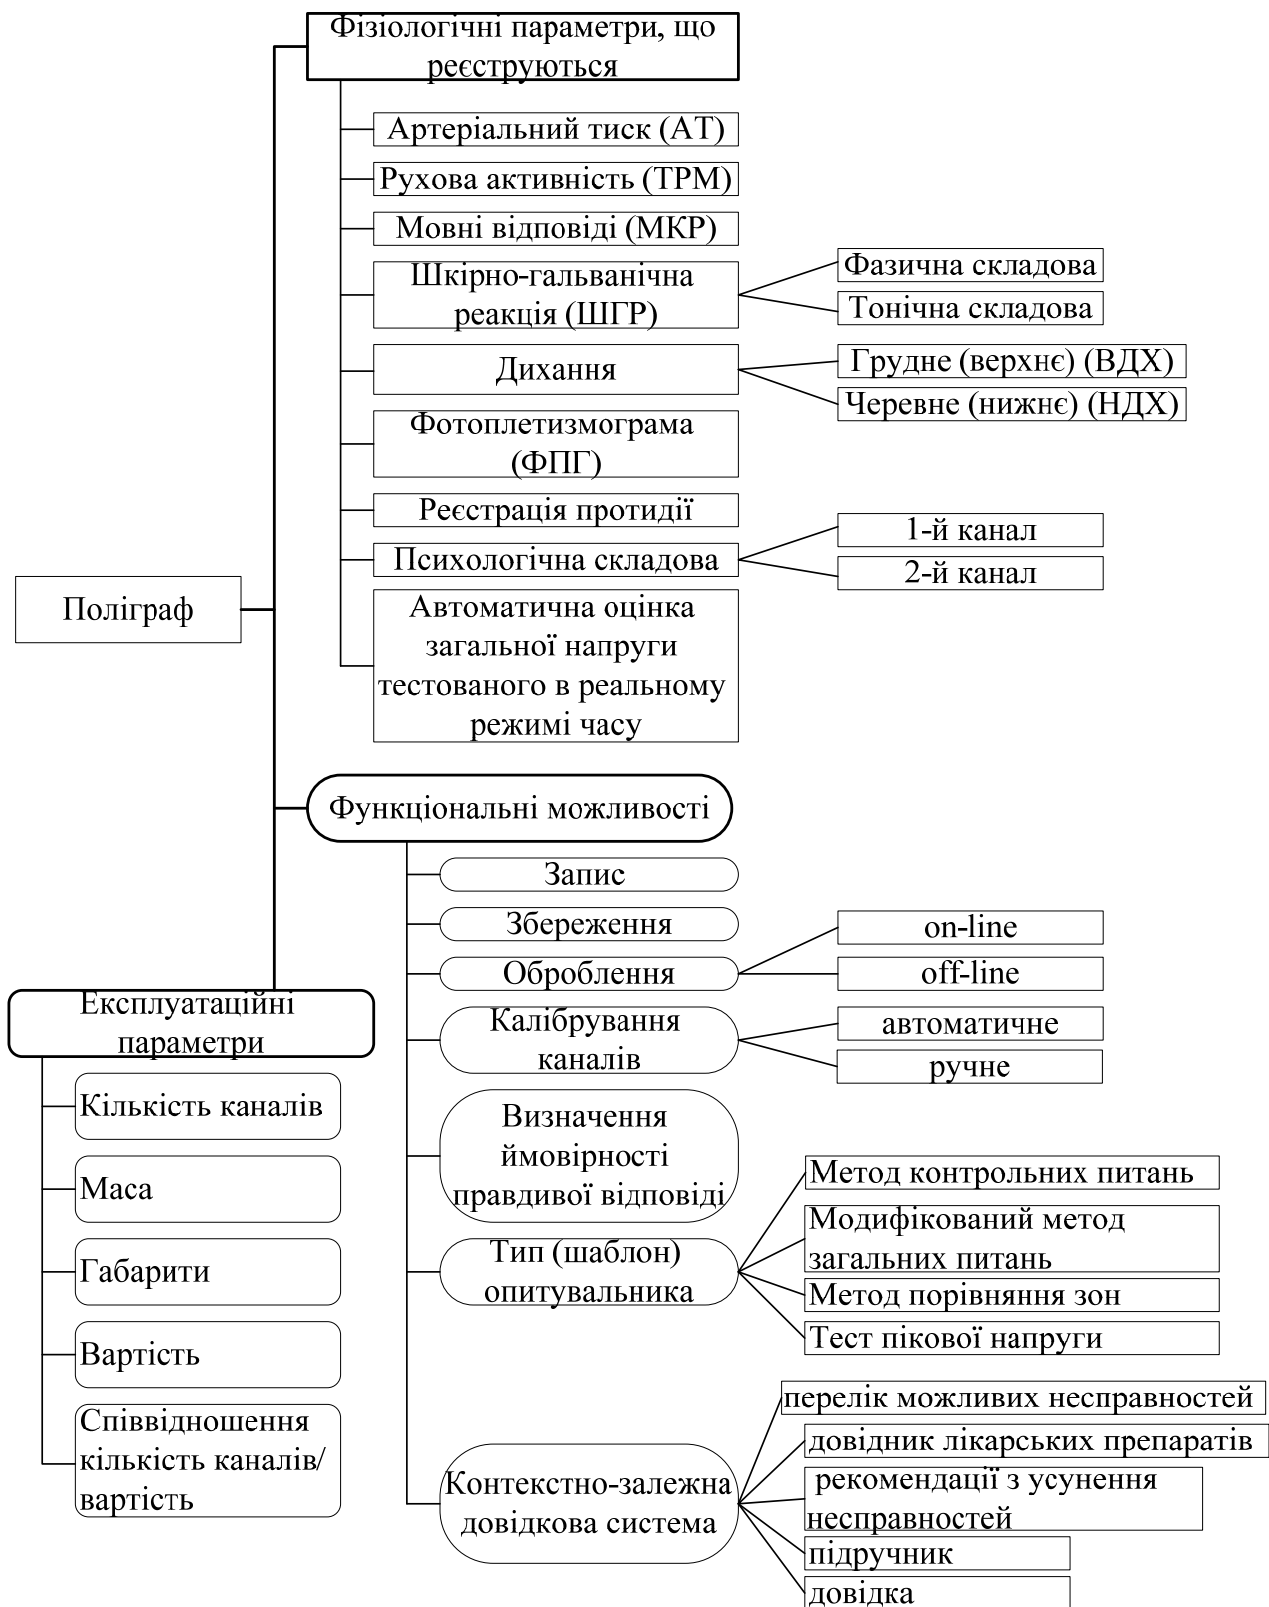 Фізіологічні параметри, що
реєструються
Артеріальний тиск (АТ)
Рухова активність (ТРМ)
Мовні відповіді (МКР)
Шкірно-гальванічна
реакція (ШГР)
Фазична складова
Тонічна складова
Дихання
Грудне (верхнє) (ВДХ)
Черевне (нижнє) (НДХ)
Фотоплетизмограма
(ФПГ)
Реєстрація протидії
Психологічна складова
1-й канал
2-й канал
Автоматична оцінка
загальної напруги
тестованого в реальному
режимі часу
Поліграф
Функціональні можливості
Запис
Збереження
Оброблення
on-line
off-line
Калібрування
каналів
автоматичне
ручне
Визначення
ймовірності
правдивої відповіді
Тип (шаблон)
опитувальника
Метод контрольних питань
Модифікований метод
загальних питань
Метод порівняння зон
Тест пікової напруги
Контекстно-залежна
довідкова система
перелік можливих несправностей
довідник лікарських препаратів
рекомендації з усунення
несправностей
підручник
довідка
Експлуатаційні
параметри
Кількість каналів
Маса
Габарити
Вартість
Співвідношення
кількість каналів/
вартість